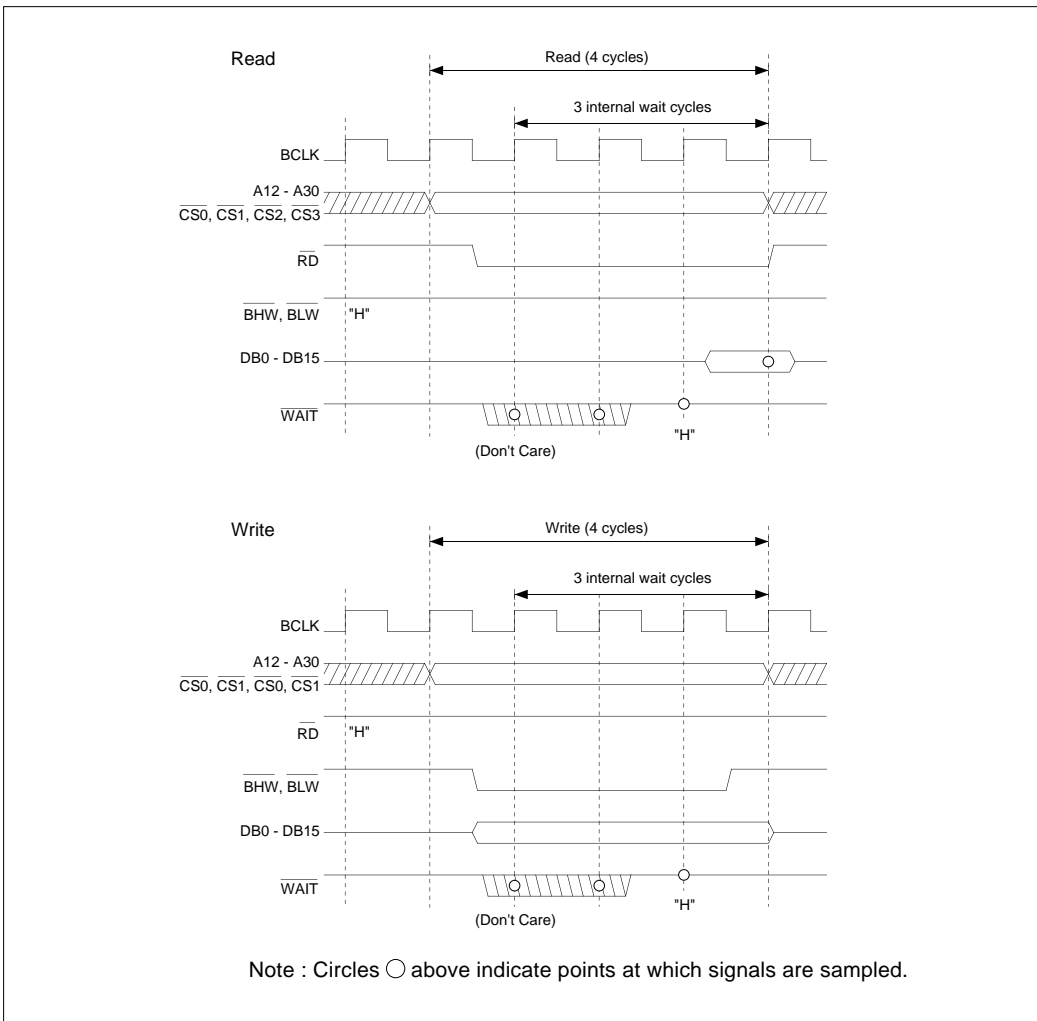 Read
Read (4 cycles)
3 internal wait cycles
BCLK
A12 - A30
CS0, CS1, CS2, CS3
RD
BHW, BLW "H"
DB0 - DB15
WAIT
"H"
(Don't Care)
Write
Write (4 cycles)
3 internal wait cycles
BCLK
A12 - A30
CS0, CS1, CS0, CS1
RD "H"
BHW, BLW
DB0 - DB15
WAIT
"H"
(Don't Care)
Note : Circles above indicate points at which signals are sampled.